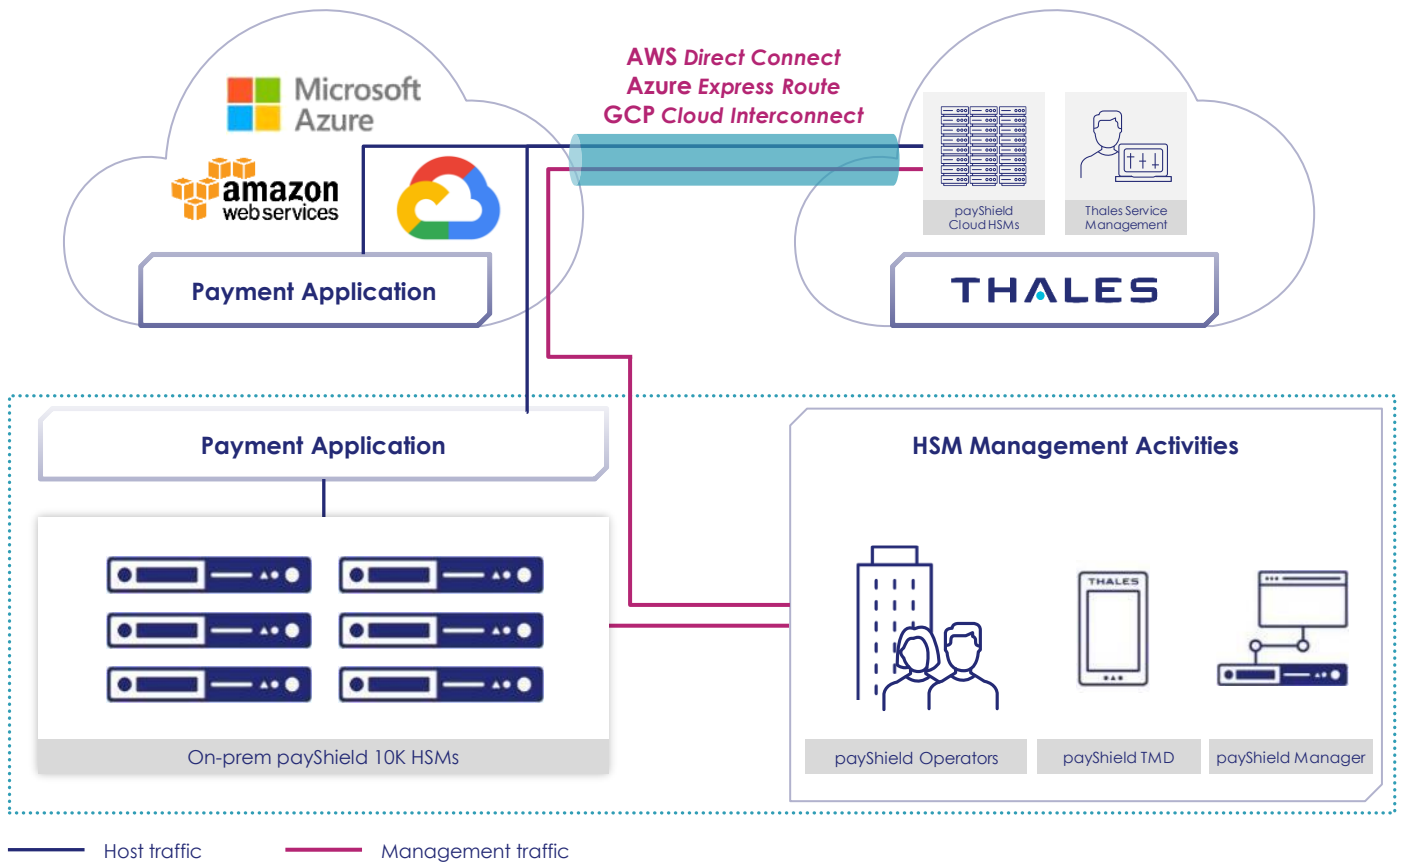 AWS Direct Connect
Azure Express Route
GCP Cloud Interconnect
Microsoft
Azure
amazon
webservices
Payment Application
payShield
Cloud HSMs
Thales Service
Management
THALES
Payment Application
On-prem payShield 10K HSMs
HSM Management Activities
THALES
payShield Operators
payShield TMD
payShield Manager
Host traffic
Management traffic